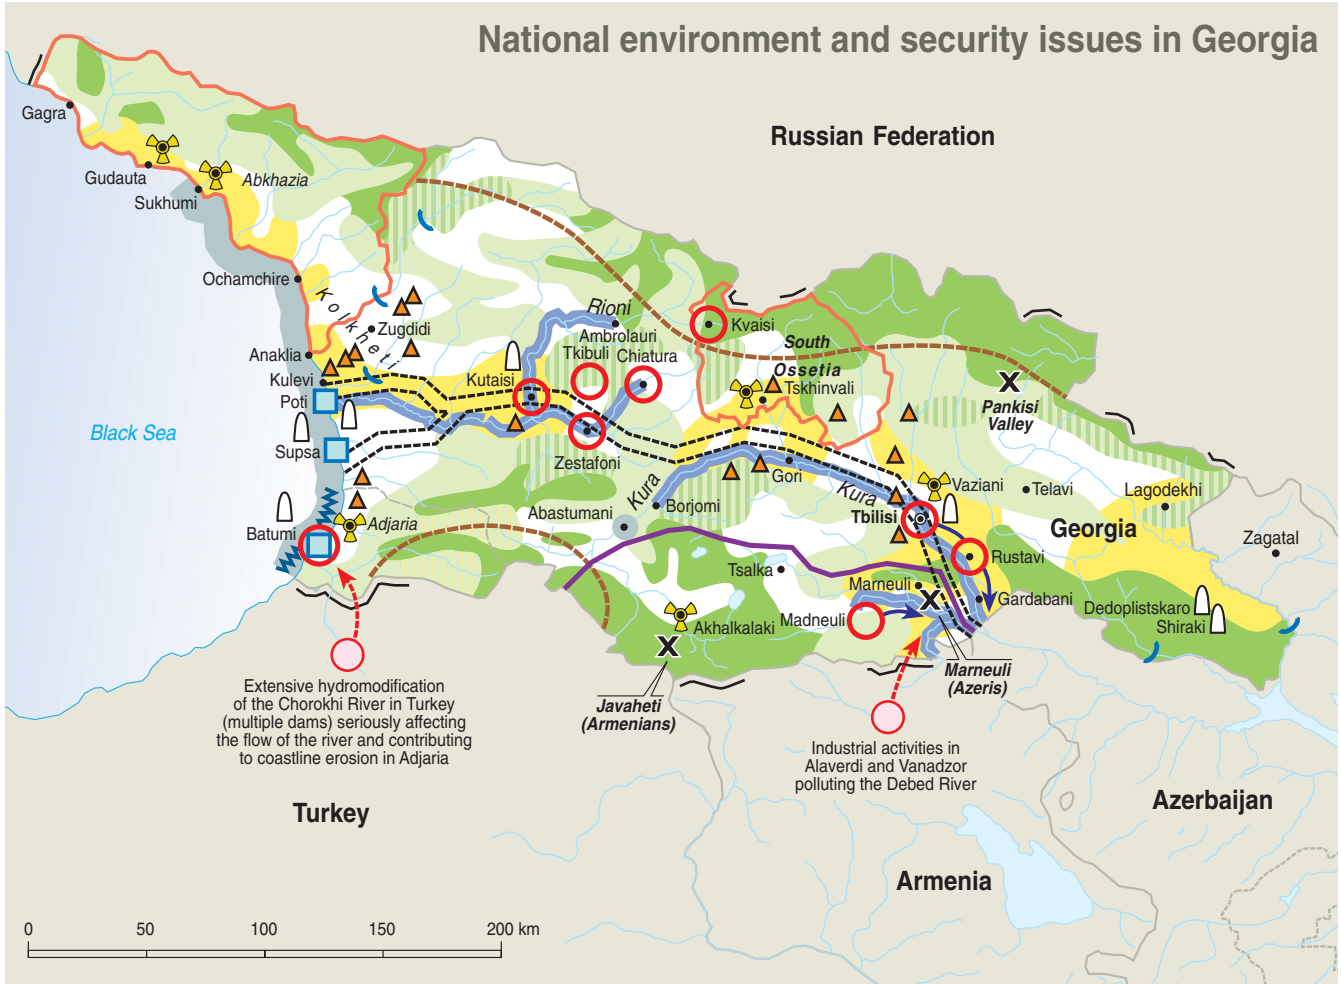 National environment and security issues in Georgia
Russian Federation
Gagra
Gudauta
Abkhazia
Sukhumi
Ochamchire
Kolkheti
Rioni
Zugdidi
Ambrolauri
Kvaisi
South
Ossetia
Anaklia
Tkibuli
Chiatura
Kulevi
Kutaisi
Tskhinvali
Poti
Pankisi
Valley
Black Sea
Supsa
Zestafoni
Gori
Kura
Kura
Vaziani
Telavi
Lagodekhi
Borjomi
Abastumani
Tbilisi
Adjaria
Batumi
Georgia
Zagatal
Rustavi
Tsalka
Marneuli
Gardabani
Dedoplistskaro
Shiraki
Akhalkalaki
Madneuli
X
X
X
Marneuli
(Azeris)
Javaheti
(Armenians)
Extensive hydromodification
of the Chorokhi River in Turkey
(multiple dams) seriously affecting
the flow of the river and contributing
to coastline erosion in Adjaria
Industrial activities in
Alaverdi and Vanadzor
polluting the Debed River
Turkey
Azerbaijan
Armenia
0 50 100 150 200 km